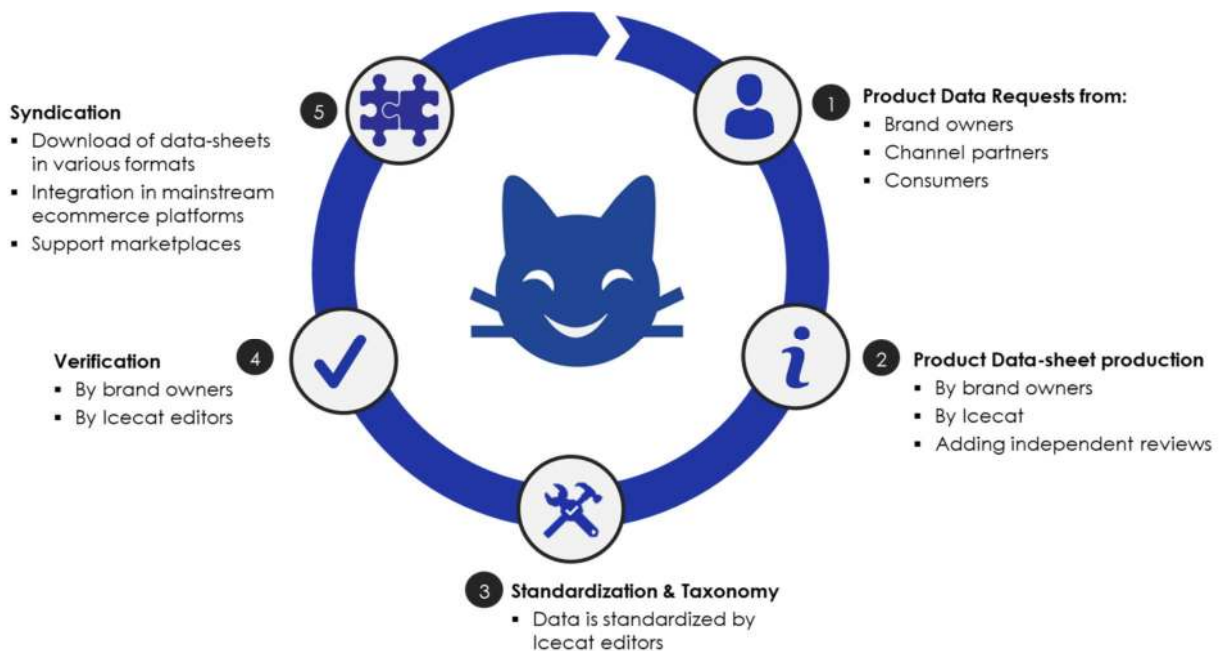 1 Product Data Requests from:
▪ Brand owners
▪ Channel partners
▪ Consumers
2 Product Data-sheet production
▪ By brand owners
▪ By Icecat
▪ Adding independent reviews
3 Standardization & Taxonomy
▪ Data is standardized by
Icecat editors
4 Verification
▪ By brand owners
▪ By Icecat editors
5 Syndication
▪ Download of data-sheets
in various formats
▪ Integration in mainstream
ecommerce platforms
▪ Support marketplaces